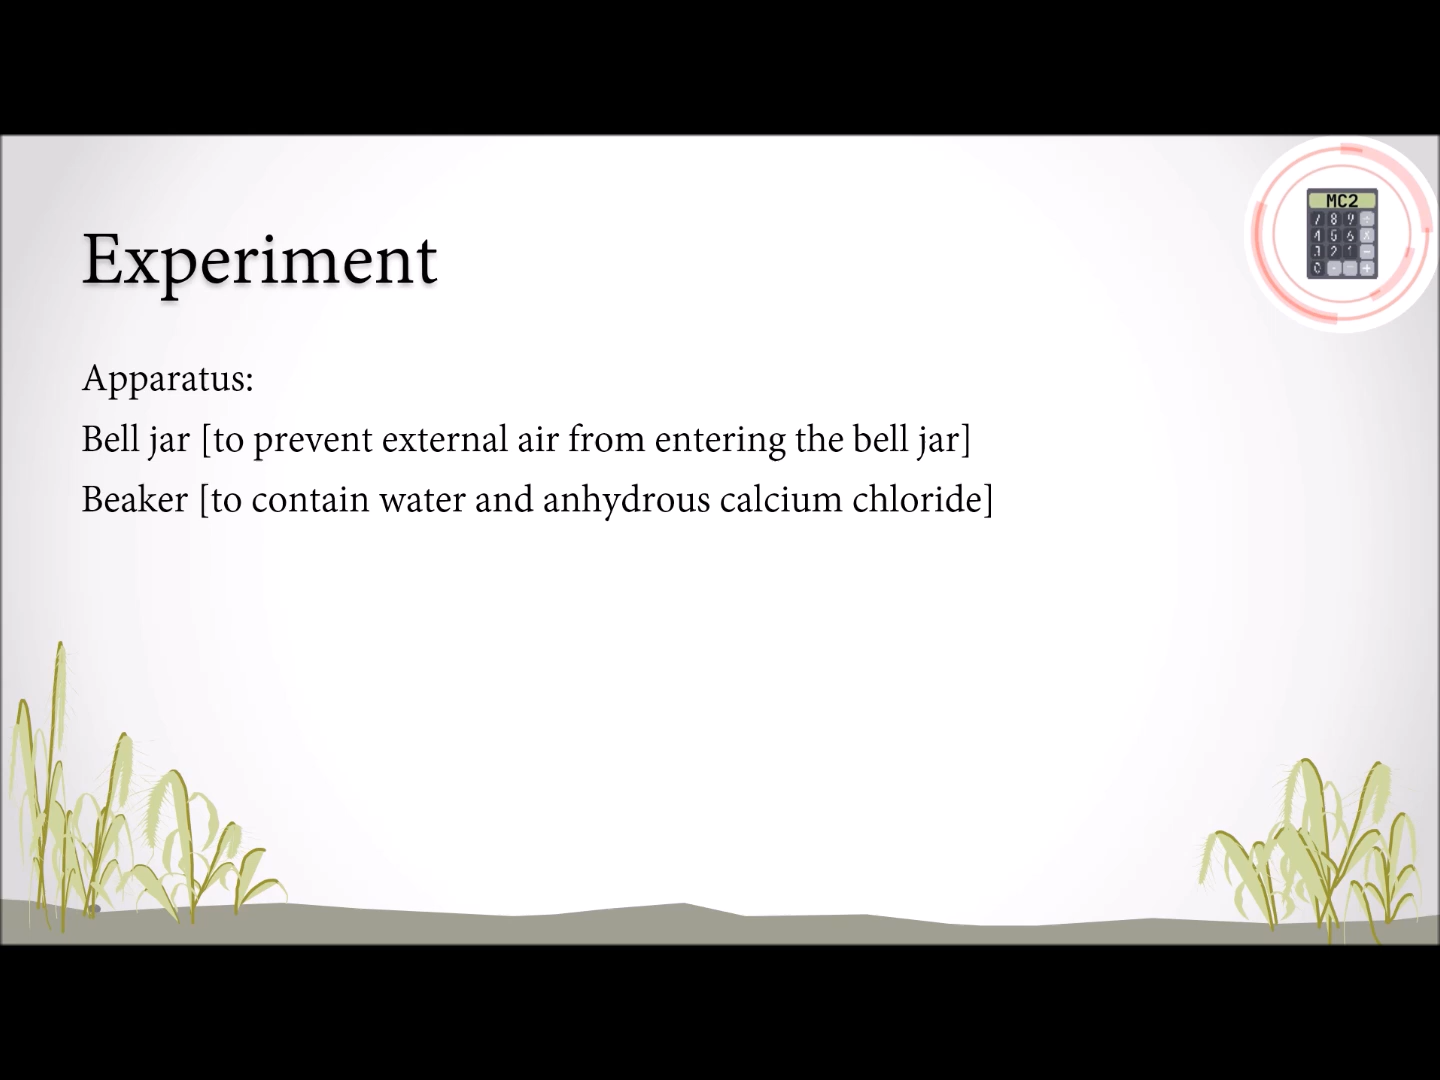 MC2
Experiment
Apparatus:
Bell jar [to prevent external air from entering the bell jar]
Beaker [to contain water and anhydrous calcium chloride]